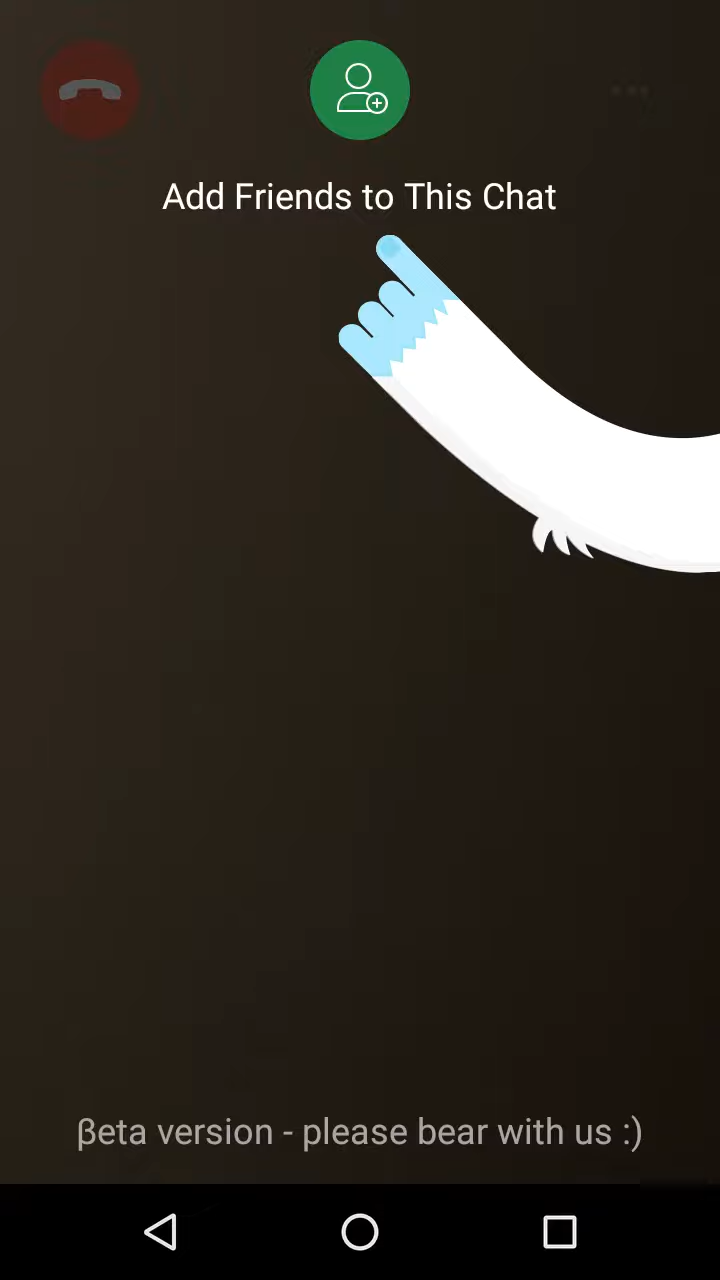 Add Friends to This Chat
βeta version - please bear with us :)